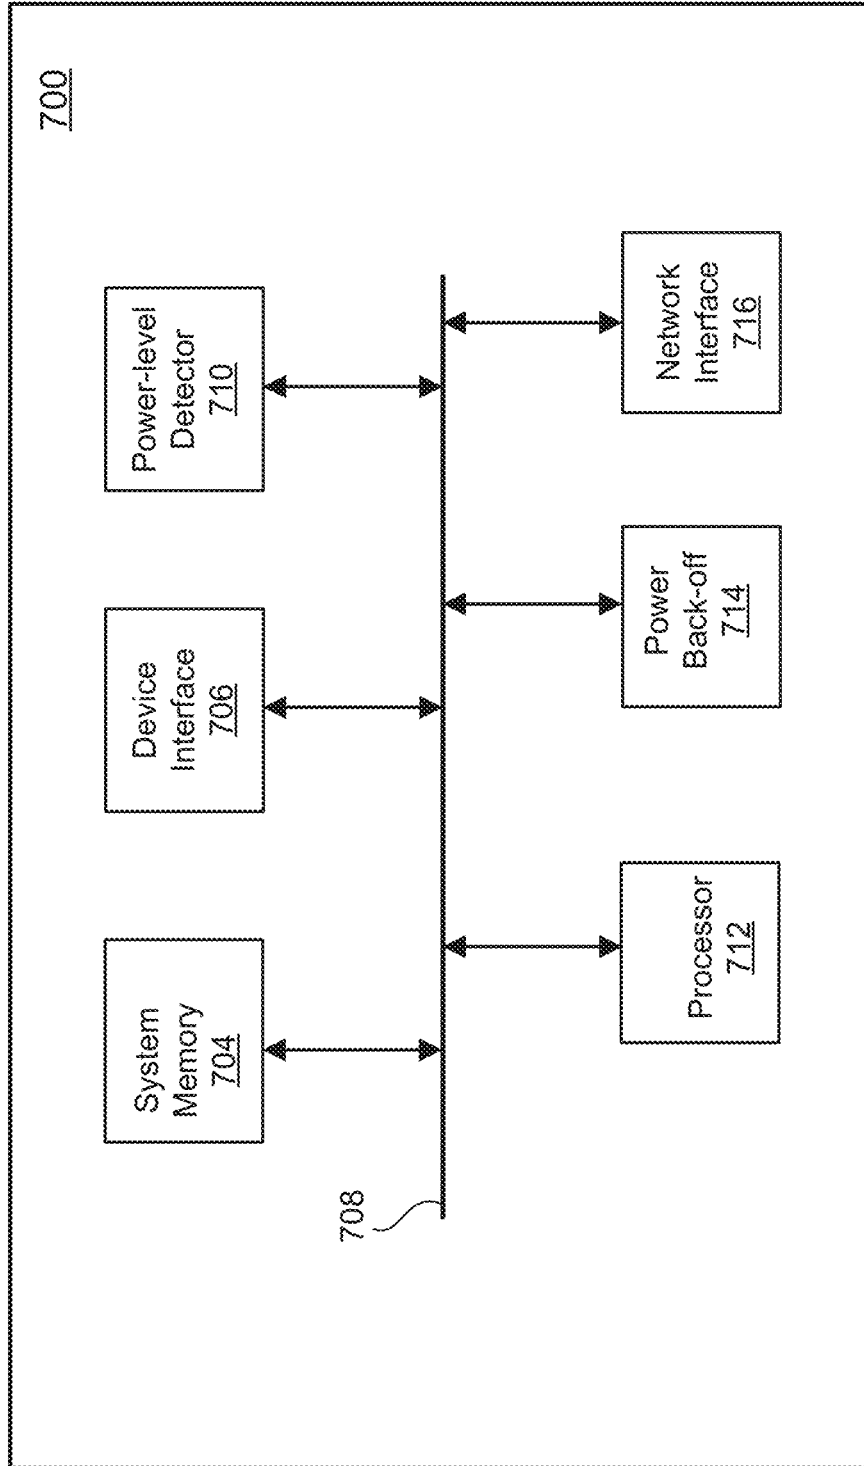 700
System
Memory
704
Device
Interface
706
Power-level
Detector
710
708
Processor
712
Power
Back-off
714
Network
Interface
716